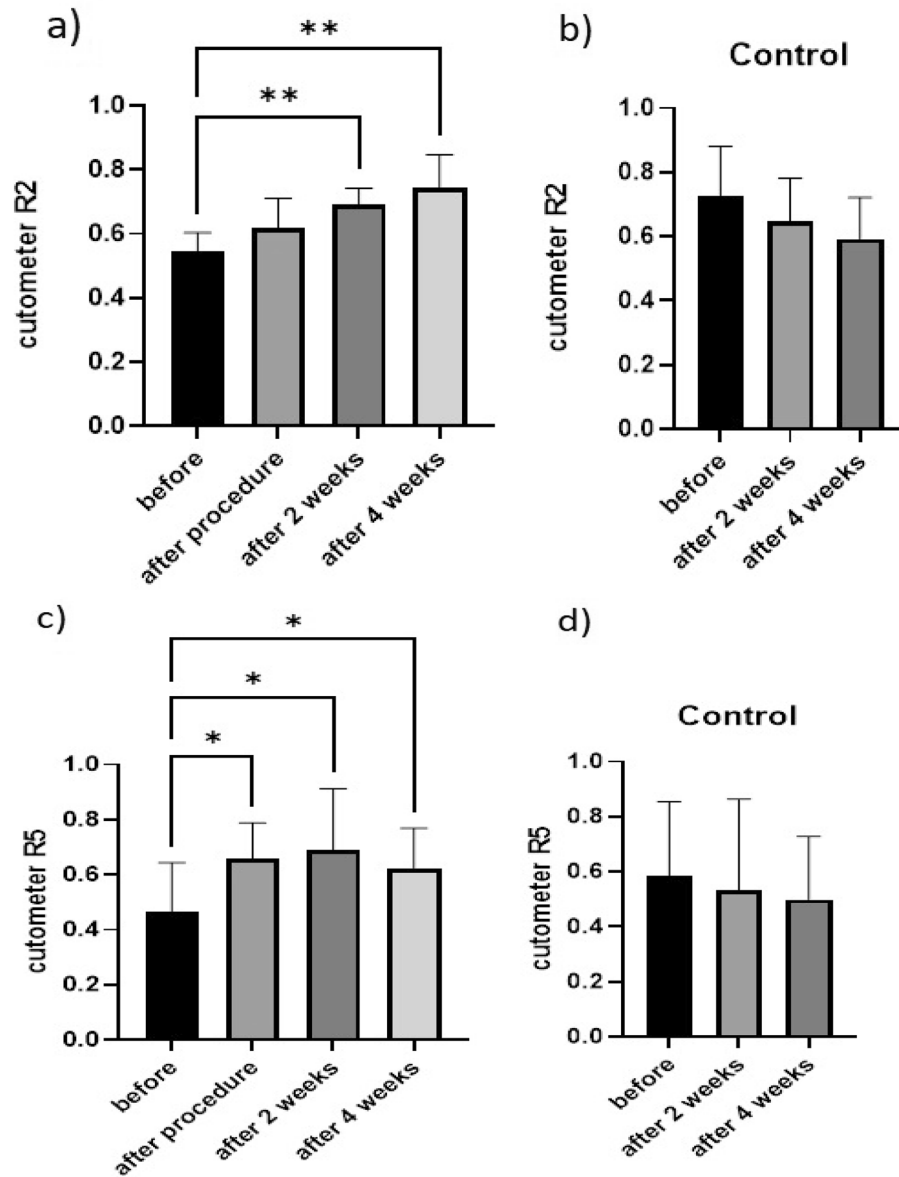 a)
**
**
cutometer R2
1.0
0.8
0.6
0.4
0.2
0.0
before
after procedure
after 2 weeks
after 4 weeks
b)
Control
cutometer R2
1.0
0.8
0.6
0.4
0.2
0.0
before
after 2 weeks
after 4 weeks
c)
*
*
*
cutometer R5
1.0
0.8
0.6
0.4
0.2
0.0
before
after procedure
after 2 weeks
after 4 weeks
d)
Control
cutometer R5
1.0
0.8
0.6
0.4
0.2
0.0
before
after 2 weeks
after 4 weeks